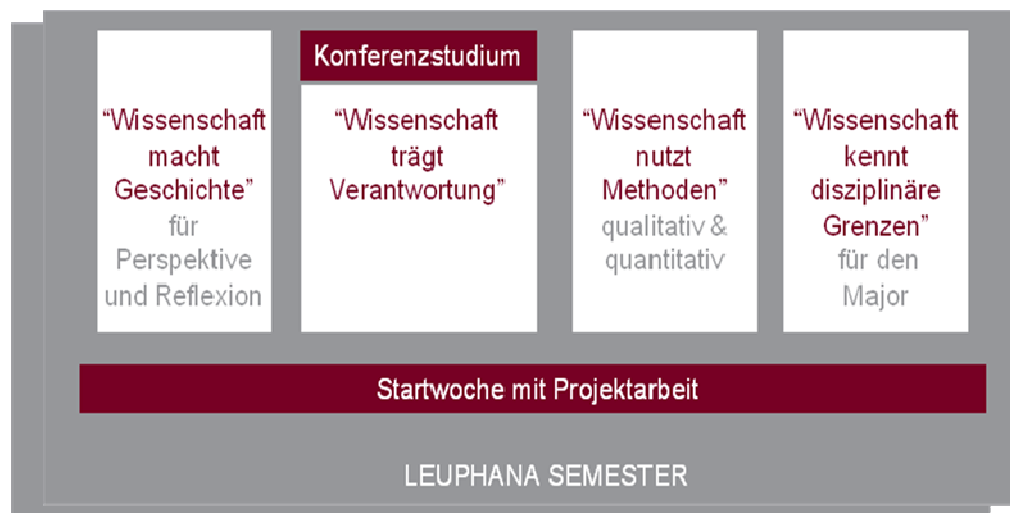 “Wissenschaft
macht
Geschichte”
für
Perspektive
und Reflexion
Konferenzstudium
“Wissenschaft
trägt
Verantwortung”
“Wissenschaft
nutzt
Methoden”
qualitativ &
quantitativ
“Wissenschaft
kennt
disziplinäre
Grenzen”
für den
Major
Startwoche mit Projektarbeit
LEUPHANA SEMESTER